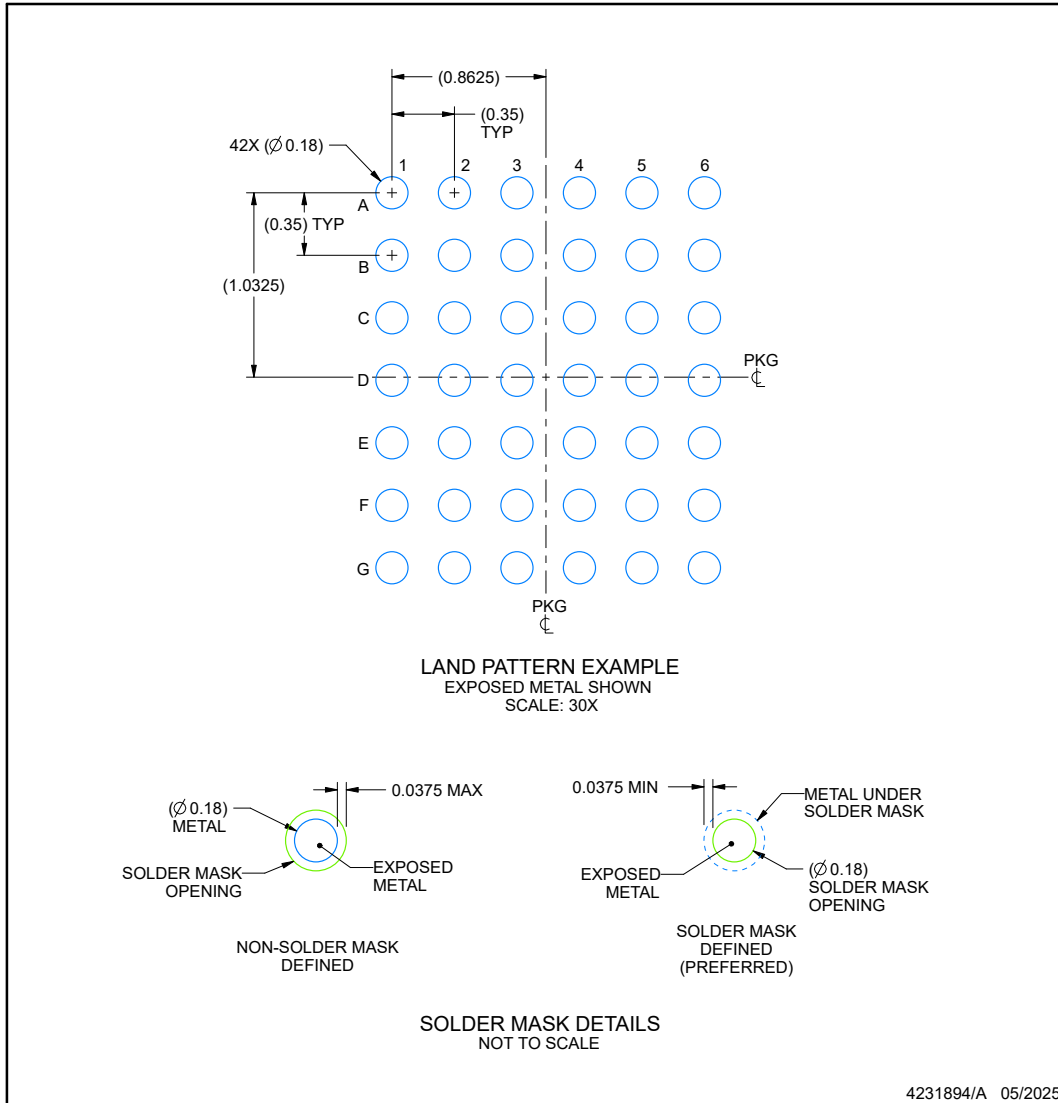 (0.8625)
(0.35)
TYP
42X (∅ 0.18)
1
2
3
4
5
6
A
(0.35) TYP
B
(1.0325)
C
PKG
℄
D
E
F
G
PKG
℄
LAND PATTERN EXAMPLE
EXPOSED METAL SHOWN
SCALE: 30X
(∅ 0.18)
METAL
0.0375 MAX
SOLDER MASK
OPENING
EXPOSED
METAL
NON-SOLDER MASK
DEFINED
0.0375 MIN
METAL UNDER
SOLDER MASK
EXPOSED
METAL
(∅ 0.18)
SOLDER MASK
OPENING
SOLDER MASK
DEFINED
(PREFERRED)
SOLDER MASK DETAILS
NOT TO SCALE
4231894/A 05/2025